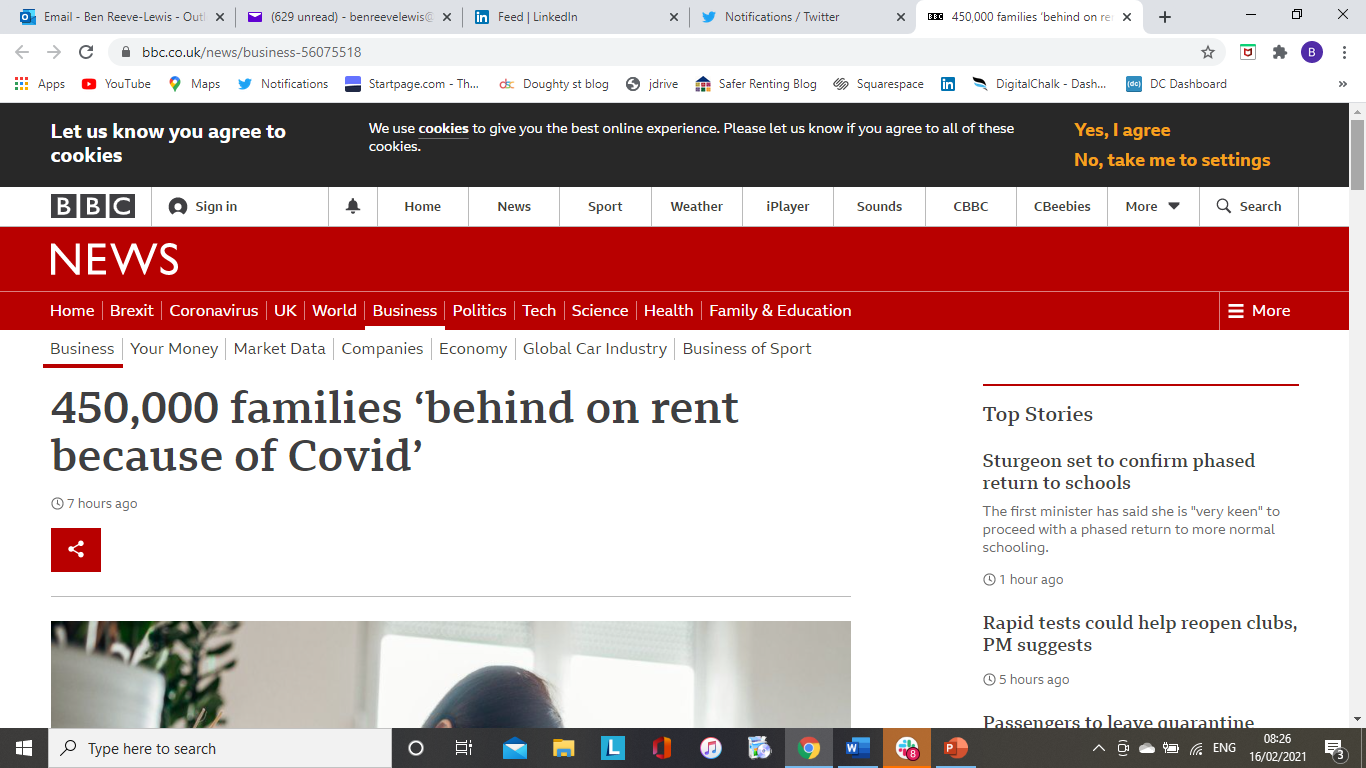 Email - Ben Reeve-Lewis - Outl
(629 unread) - benreevelewis@
Feed | LinkedIn
Notifications / Twitter
BBC 450,000 families 'behind on re
bbc.co.uk/news/business-56075518
B
Apps
YouTube
Maps
Notifications
Startpage.com - Th...
dsc Doughty st blog
jdrive
Safer Renting Blog
Squarespace
DigitalChalk - Dash...
{dc} DC Dashboard
»
Let us know you agree to
cookies
We use cookies to give you the best online experience. Please let us know if you agree to all of these
cookies.
Yes, I agree
No, take me to settings
BBC
Sign in
Home
News
Sport
Weather
iPlayer
Sounds
CBBC
CBeebies
More
Search
NEWS
Home
Brexit
Coronavirus
UK
World
Business
Politics
Tech
Science
Health
Family & Education
More
Business
Your Money
Market Data
Companies
Economy
Global Car Industry
Business of Sport
450,000 families ‘behind on rent
because of Covid’
7 hours ago
Top Stories
Sturgeon set to confirm phased
return to schools
The first minister has said she is "very keen" to
proceed with a phased return to more normal
schooling.
1 hour ago
Rapid tests could help reopen clubs,
PM suggests
5 hours ago
Passengers to leave quarantine
Type here to search
L
W
8
P
ENG
08:26
16/02/2021
3